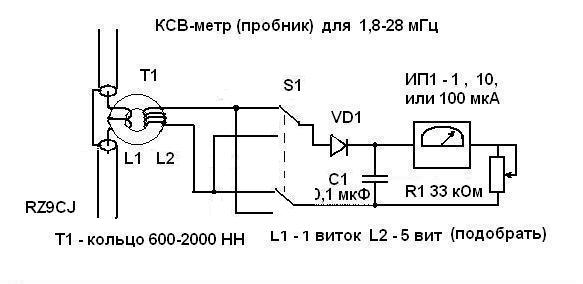 КСВ-метр (пробник) для 1,8-28 мГц
T1
S1
ИП1 - 1 , 10,
или 100 мкА
VD1
L1 L2
C1
0,1 мкФ
R1 33 кОм
RZ9CJ
T1 - кольцо 600-2000 НН L1 - 1 виток L2 - 5 вит (подобрать)